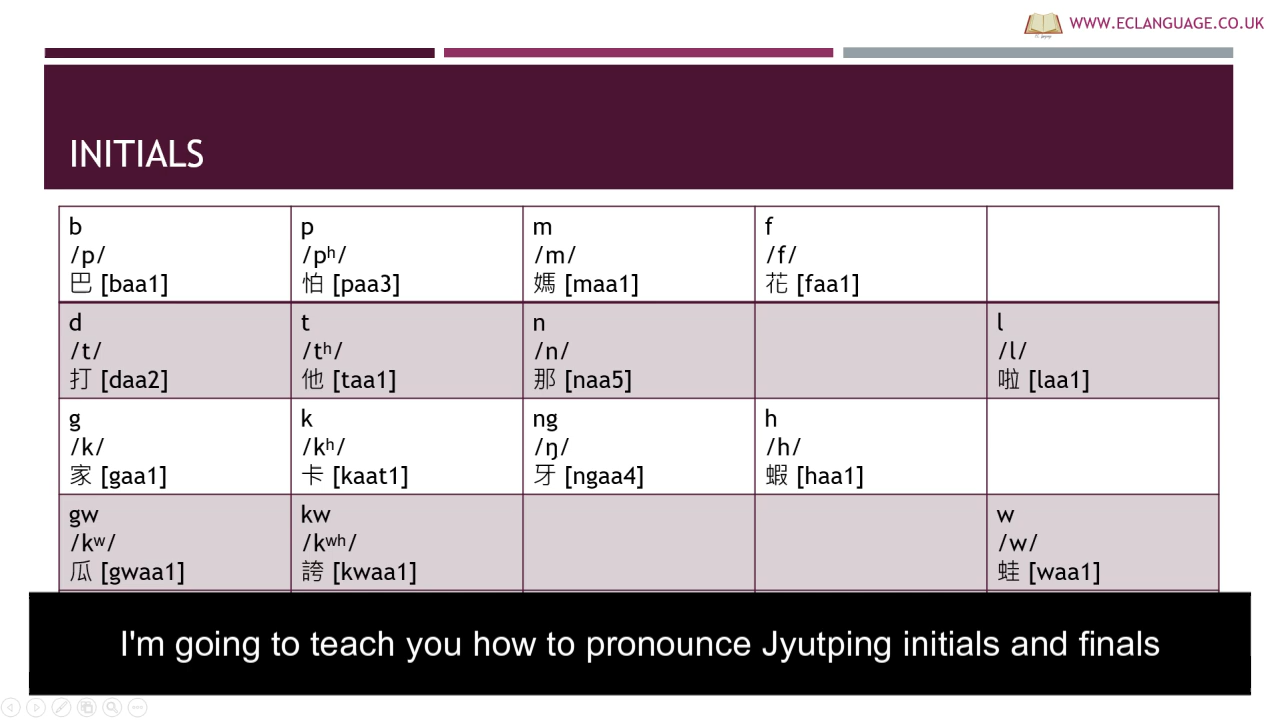 WWW.ECLANGUAGE.CO.UK
INITIALS
b
/p/
巴 [baa1]
p
/pʰ/
怕 [paa3]
m
/m/
媽 [maa1]
f
/f/
花 [faa1]
d
/t/
打 [daa2]
t
/tʰ/
他 [taa1]
n
/n/
那 [naa5]
l
/l/
啦 [laa1]
g
/k/
家 [gaa1]
k
/kʰ/
卡 [kaat1]
ng
/ŋ/
牙 [ngaa4]
h
/h/
蝦 [haa1]
gw
/kʷ/
瓜 [gwaa1]
kw
/kʷʰ/
誇 [kwaa1]
w
/w/
蛙 [waa1]
I'm going to teach you how to pronounce Jyutping initials and finals